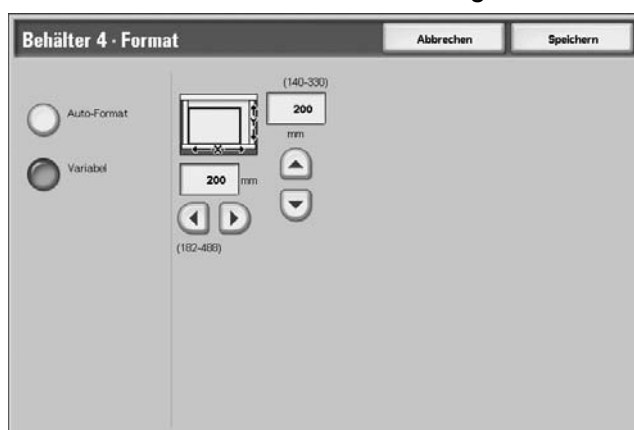 Behälter 4 · Format
Abbrechen
Speichern
Auto-Format
Variabel
(140-330)
200
mm
X
200 mm
(182-488)